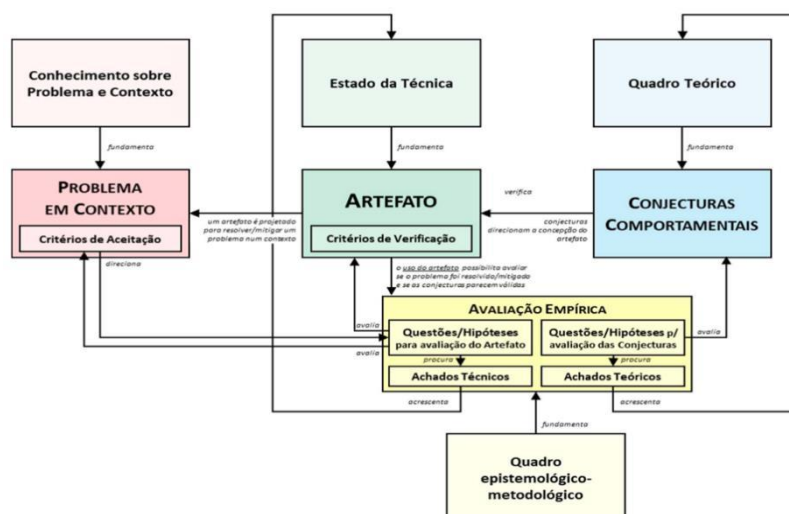 Conhecimento sobre
Problema e Contexto
Estado da Técnica
Quadro Teórico
fundamenta
fundamenta
fundamenta
PROBLEMA
EM CONTEXTO
Critérios de Aceitação
um artefato é projetado
para resolver/mitigar um
problema num contexto
ARTEFATO
Critérios de Verificação
verifica
conjecturas
direcionam a concepção do
artefato
CONJECTURAS
COMPORTAMENTAIS
direciona
o uso do artefato possibilita avaliar
se o problema foi resolvido/mitigado
e se as conjecturas parecem válidas
AVALIAÇÃO EMPÍRICA
avalia
avalia
Questões/Hipóteses
para avaliação do Artefato
Questões/Hipóteses p/
avaliação das Conjecturas
avalia
procura
procura
Achados Técnicos
Achados Teóricos
acrescenta
acrescenta
fundamenta
Quadro
epistemológico-
metodológico